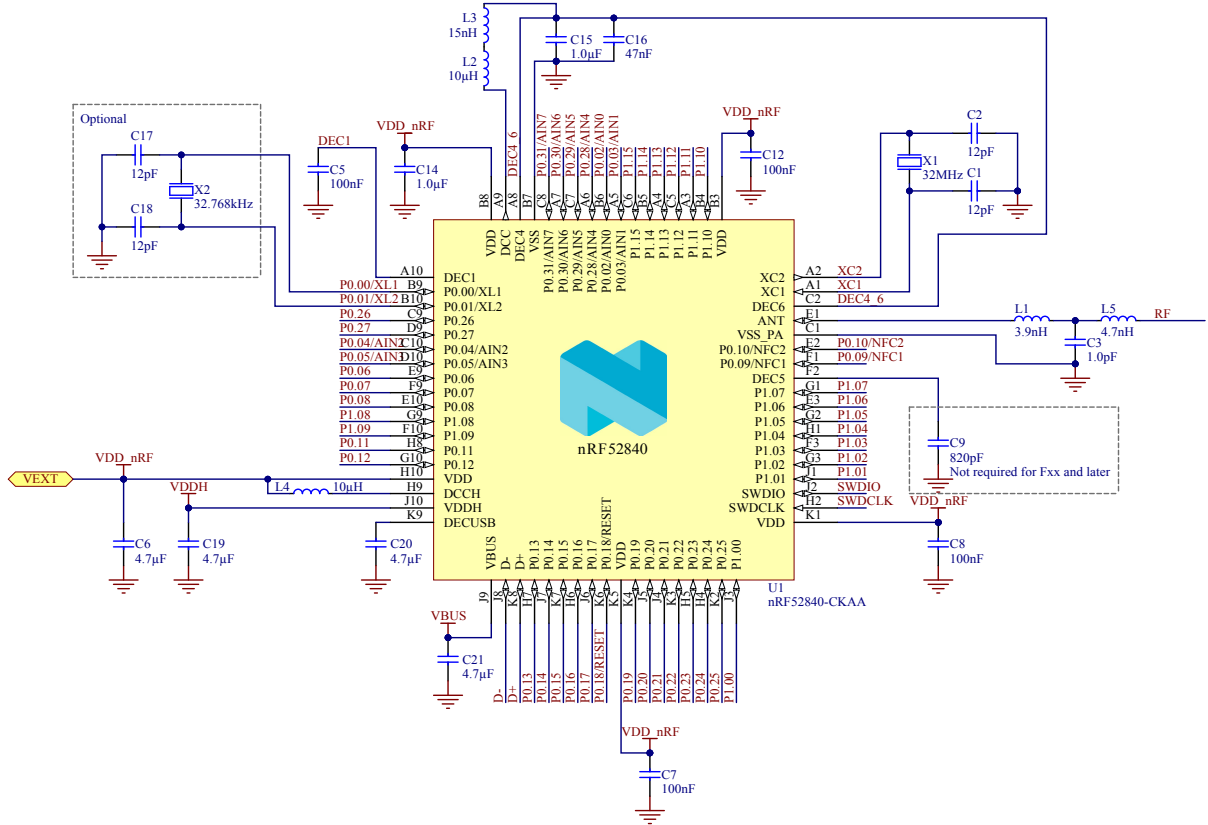 L3
15nH
L2
10µH
C15
1.0µF
C16
47nF
Optional
C17
12pF
X2
32.768kHz
C18
12pF
DEC1
C5
100nF
VDD_nRF
C14
1.0µF
DEC4_6
P0.31/AIN7
P0.30/AIN6
P0.29/AIN5
P0.28/AIN4
P0.02/AIN0
P0.03/AIN1
P1.15
P1.14
P1.13
P1.12
P1.11
P1.10
VDD_nRF
C12
100nF
C2
12pF
X1
32MHz
C1
12pF
B8
A9
A8
B7
C8
A7
C7
A6
B6
A5
C6
B5
A4
C5
A3
B4
B3
VDD
DCC
DEC4
VSS
P0.31/AIN7
P0.30/AIN6
P0.29/AIN5
P0.28/AIN4
P0.02/AIN0
P0.03/AIN1
P1.15
P1.14
P1.13
P1.12
P1.11
P1.10
VDD
A10 DEC1
P0.00/XL1 B9 P0.00/XL1
P0.01/XL2 B10 P0.01/XL2
P0.26 C9 P0.26
P0.27 D9 P0.27
P0.04/AIN2 C10 P0.04/AIN2
P0.05/AIN3 D10 P0.05/AIN3
P0.06 E9 P0.06
P0.07 F9 P0.07
P0.08 E10 P0.08
P1.08 G9 P1.08
P1.09 F10 P1.09
P0.11 H8 P0.11
P0.12 G10 P0.12
H10 VDD
H9 DCCH
J10 VDDH
K9 DECUSB
XC2 A2 XC2
XC1 A1 XC1
DEC6 C2 DEC4_6
ANT E1
VSS_PA C1
P0.10/NFC2 E2 P0.10/NFC2
P0.09/NFC1 F1 P0.09/NFC1
DEC5 F2
P1.07 G1 P1.07
P1.06 E3 P1.06
P1.05 G2 P1.05
P1.04 H1 P1.04
P1.03 F3 P1.03
P1.02 G3 P1.02
P1.01 J1 P1.01
SWDIO J2 SWDIO
SWDCLK H2 SWDCLK
VDD K1
L1
3.9nH
L5
4.7nH
RF
C3
1.0pF
C9
820pF
Not required for Fxx and later
VDD_nRF
C8
100nF
nRF52840
VEXT
VDD_nRF
L4
10µH
VDDH
C6
4.7µF
C19
4.7µF
C20
4.7µF
VBUS
D-
D+
P0.13
P0.14
P0.15
P0.16
P0.17
P0.18/RESET
VDD
P0.19
P0.20
P0.21
P0.22
P0.23
P0.24
P0.25
P1.00
U1
nRF52840-CKAA
J9
J8
K8
H7
J7
K7
H6
J6
K6
K5
K4
J5
J4
K3
H5
H4
K2
J3
VBUS
C21
4.7µF
D-
D+
P0.13
P0.14
P0.15
P0.16
P0.17
P0.18/RESET
P0.19
P0.20
P0.21
P0.22
P0.23
P0.24
P0.25
P1.00
VDD_nRF
C7
100nF